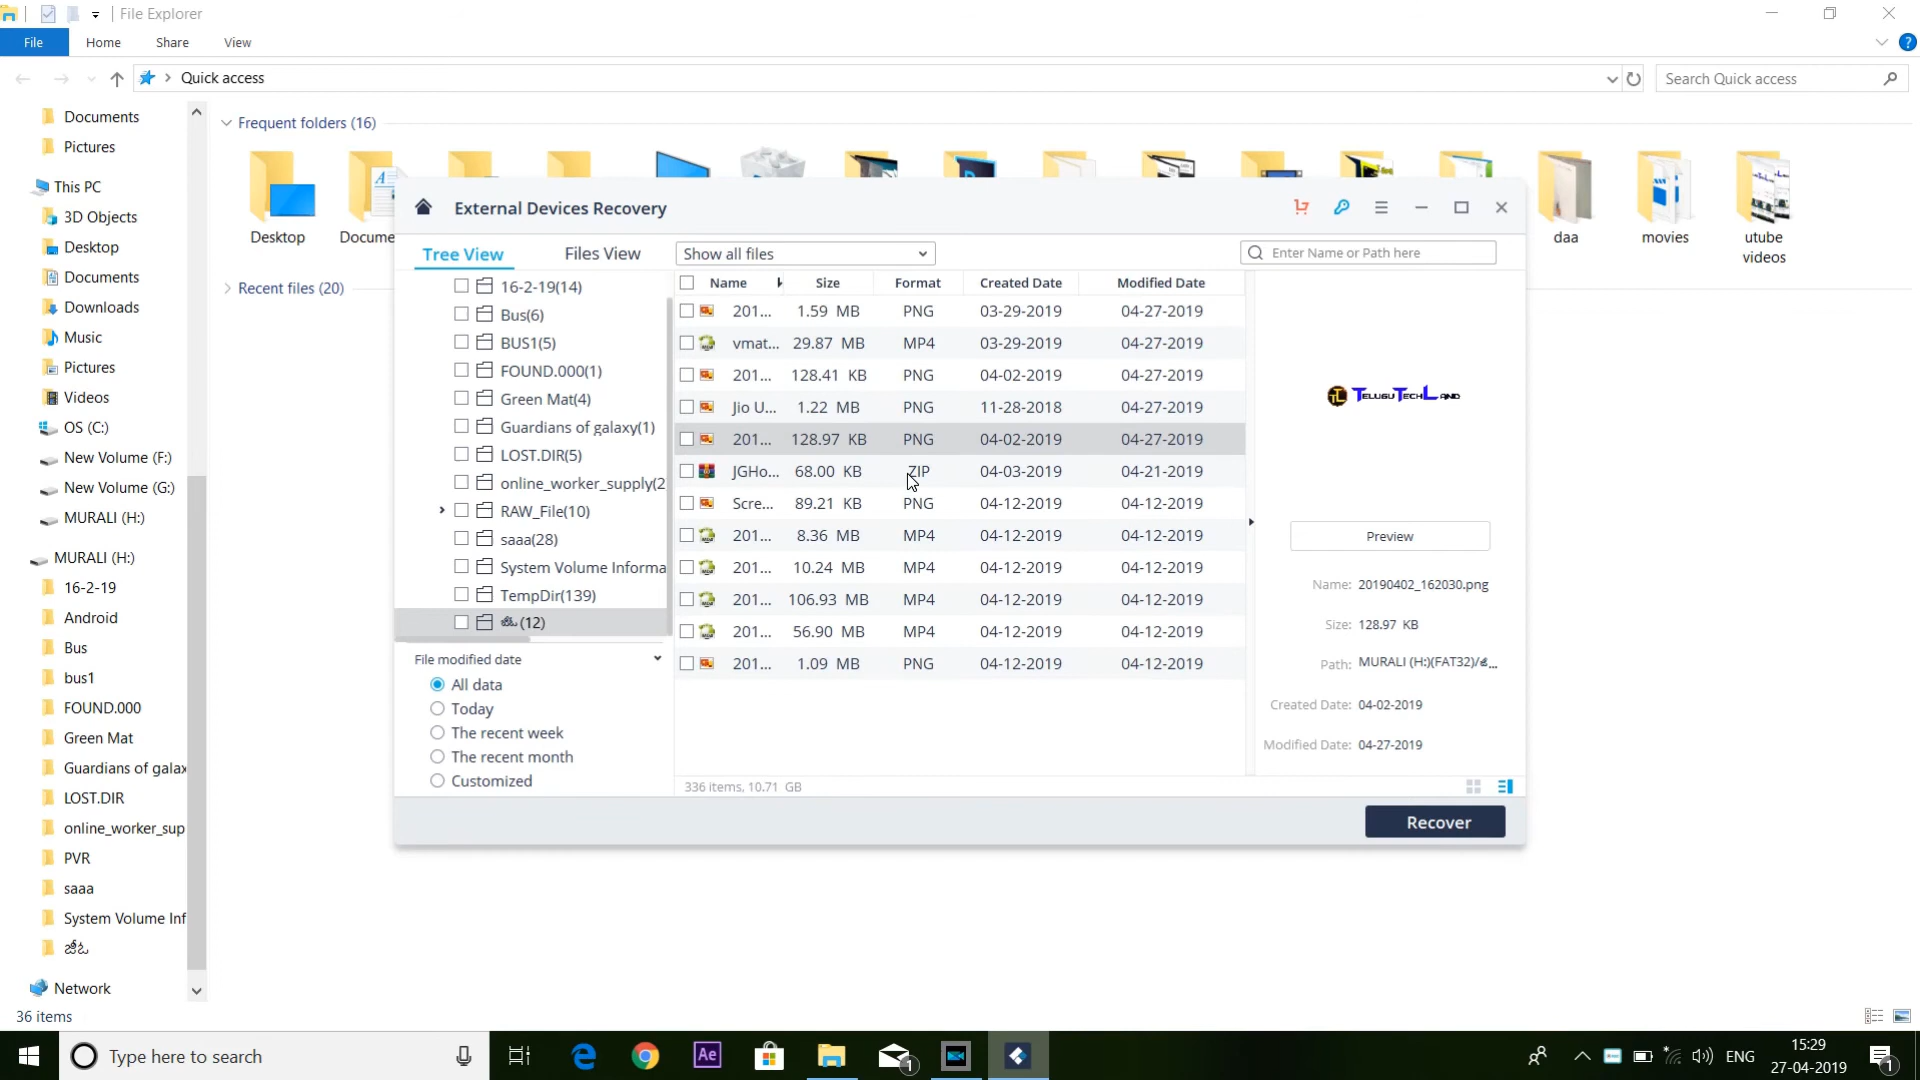 File Explorer
File Home Share View
Quick access
Search Quick access
Documents
Pictures
This PC
3D Objects
Desktop
Documents
Downloads
Music
Pictures
Videos
OS (C:)
New Volume (F:)
New Volume (G:)
MURALI (H:)
MURALI (H:)
16-2-19
Android
Bus
bus1
FOUND.000
Green Mat
Guardians of galax
LOST.DIR
online_worker_sup
PVR
saaa
System Volume Inf
జీఓ
Network
36 items
Frequent folders (16)
Desktop
Docume
daa
movies
utube
videos
Recent files (20)
External Devices Recovery
Tree View Files View Show all files
Enter Name or Path here
16-2-19(14)
Bus(6)
BUS1(5)
FOUND.000(1)
Green Mat(4)
Guardians of galaxy(1)
LOST.DIR(5)
online_worker_supply(2
RAW_File(10)
saaa(28)
System Volume Informa
TempDir(139)
జీఓ(12)
File modified date
All data
Today
The recent week
The recent month
Customized
Name Size Format Created Date Modified Date
201... 1.59 MB PNG 03-29-2019 04-27-2019
vmat... 29.87 MB MP4 03-29-2019 04-27-2019
201... 128.41 KB PNG 04-02-2019 04-27-2019
Jio U... 1.22 MB PNG 11-28-2018 04-27-2019
201... 128.97 KB PNG 04-02-2019 04-27-2019
JGHo... 68.00 KB ZIP 04-03-2019 04-21-2019
Scre... 89.21 KB PNG 04-12-2019 04-12-2019
201... 8.36 MB MP4 04-12-2019 04-12-2019
201... 10.24 MB MP4 04-12-2019 04-12-2019
201... 106.93 MB MP4 04-12-2019 04-12-2019
201... 56.90 MB MP4 04-12-2019 04-12-2019
201... 1.09 MB PNG 04-12-2019 04-12-2019
336 items, 10.71 GB
TELUGUTECHLAND
Preview
Name: 20190402_162030.png
Size: 128.97 KB
Path: MURALI (H:)(FAT32)/జీ...
Created Date: 04-02-2019
Modified Date: 04-27-2019
Recover
Type here to search
Ae
1
ENG
15:29
27-04-2019
1